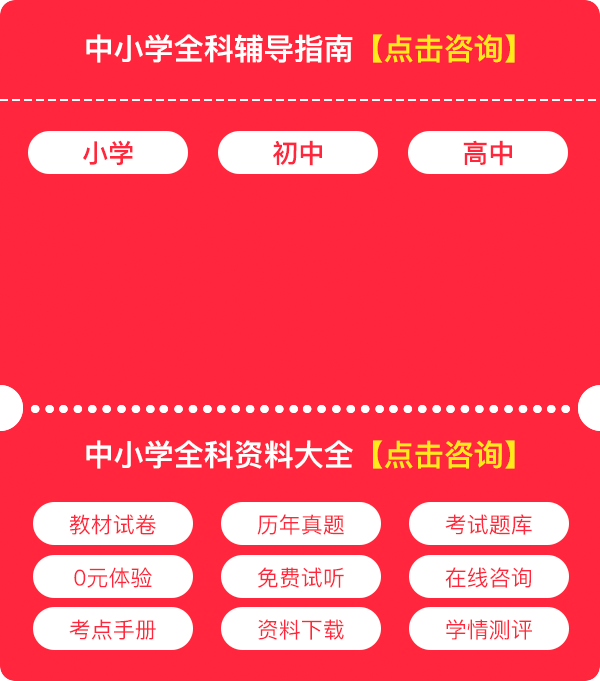 中小学全科辅导指南【点击咨询】
小学 初中 高中
中小学全科资料大全【点击咨询】
教材试卷 历年真题 考试题库
0元体验 免费试听 在线咨询
考点手册 资料下载 学情测评